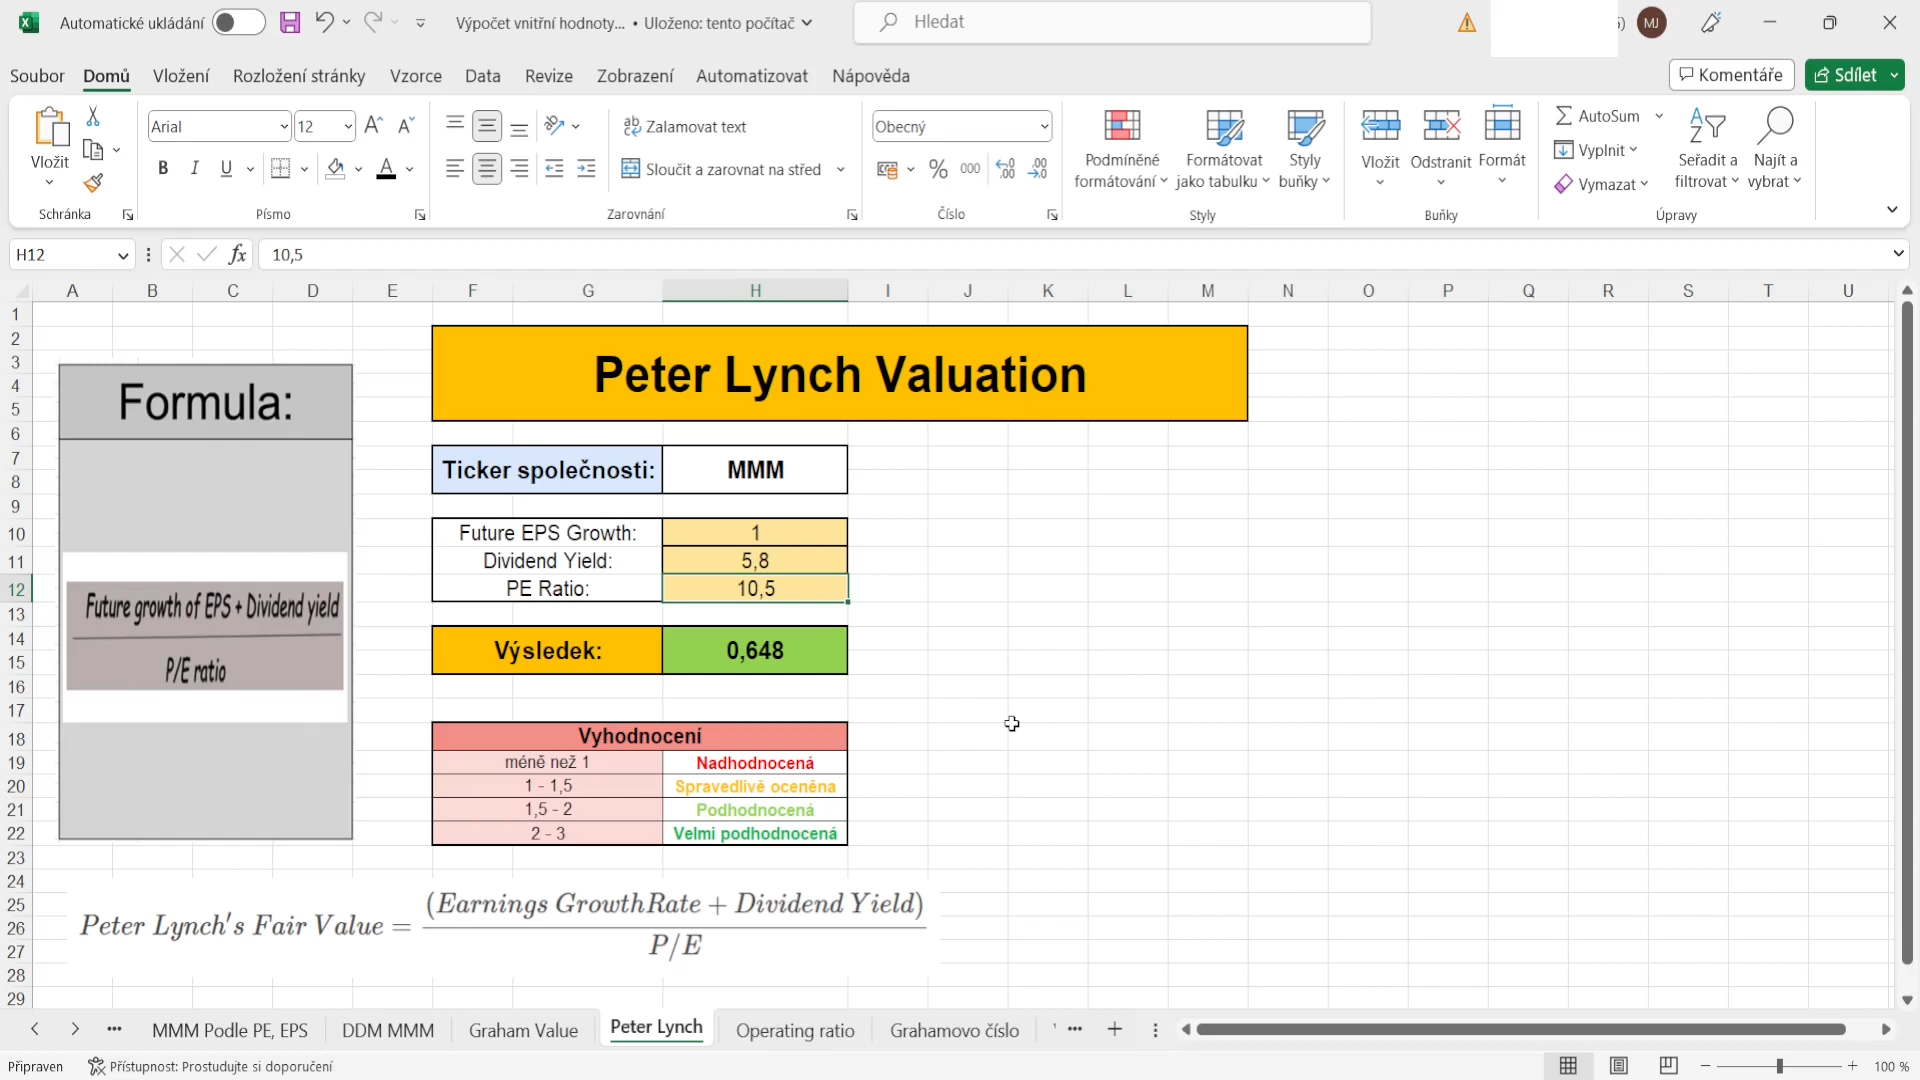 Automatické ukládání
Výpočet vnitřní hodnoty... • Uloženo: tento počítač
Hledat
MJ
Soubor Domů Vložení Rozložení stránky Vzorce Data Revize Zobrazení Automatizovat Nápověda
Komentáře Sdílet
Vložit
Schránka
Arial 12
B I U A
Písmo
Zalamovat text
Sloučit a zarovnat na střed
Zarovnání
Obecný
% 000
Číslo
Podmíněné formátování
Formátovat jako tabulku
Styly buňky
Styly
Vložit Odstranit Formát
Buňky
AutoSum
Vyplnit
Vymazat
Seřadit a filtrovat
Najít a vybrat
Úpravy
H12 fx 10,5
A B C D E F G H I J K L M N O P Q R S T U
1
2
3
4
5
6
7
8
9
10
11
12
13
14
15
16
17
18
19
20
21
22
23
24
25
26
27
28
29
Formula:
Future growth of EPS + Dividend yield
P/E ratio
Peter Lynch Valuation
Ticker společnosti: MMM
Future EPS Growth: 1
Dividend Yield: 5,8
PE Ratio: 10,5
Výsledek: 0,648
Vyhodnocení
méně než 1 Nadhodnocená
1 - 1,5 Spravedlivě oceněna
1,5 - 2 Podhodnocená
2 - 3 Velmi podhodnocená
Peter Lynch's Fair Value = (Earnings GrowthRate + Dividend Yield)
P/E
MMM Podle PE, EPS DDM MMM Graham Value Peter Lynch Operating ratio Grahamovo číslo
Připraven Přístupnost: Prostudujte si doporučení 100 %